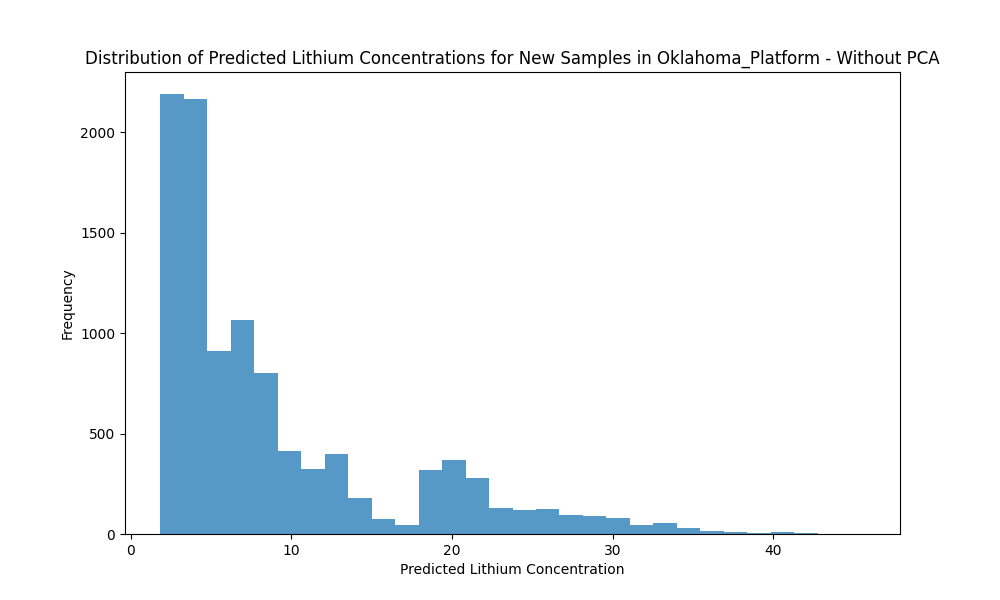 Distribution of Predicted Lithium Concentrations for New Samples in Oklahoma_Platform - Without PCA
2000
1500
1000
500
0
Frequency
0 10 20 30 40
Predicted Lithium Concentration